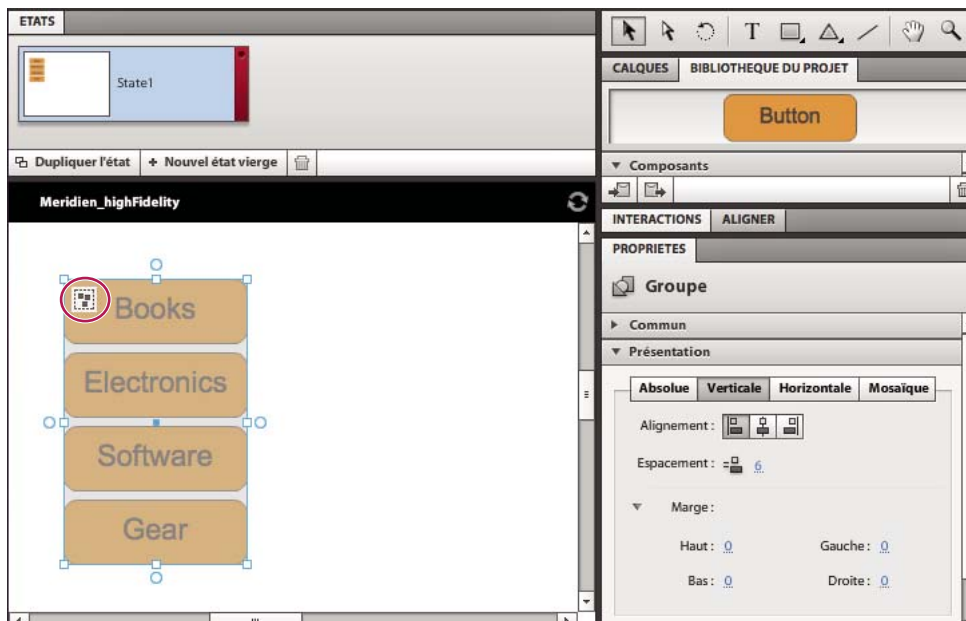 ETATS
State1
Dupliquer l'état
Nouvel état vierge
Meridien_highFidelity
Books
Electronics
Software
Gear
T
CALQUES
BIBLIOTHEQUE DU PROJET
Button
Composants
INTERACTIONS
ALIGNER
PROPRIETES
Groupe
Commun
Présentation
Absolue
Verticale
Horizontale
Mosaïque
Alignement :
Espacement : 6
Marge :
Haut : 0 Gauche : 0
Bas : 0 Droite : 0